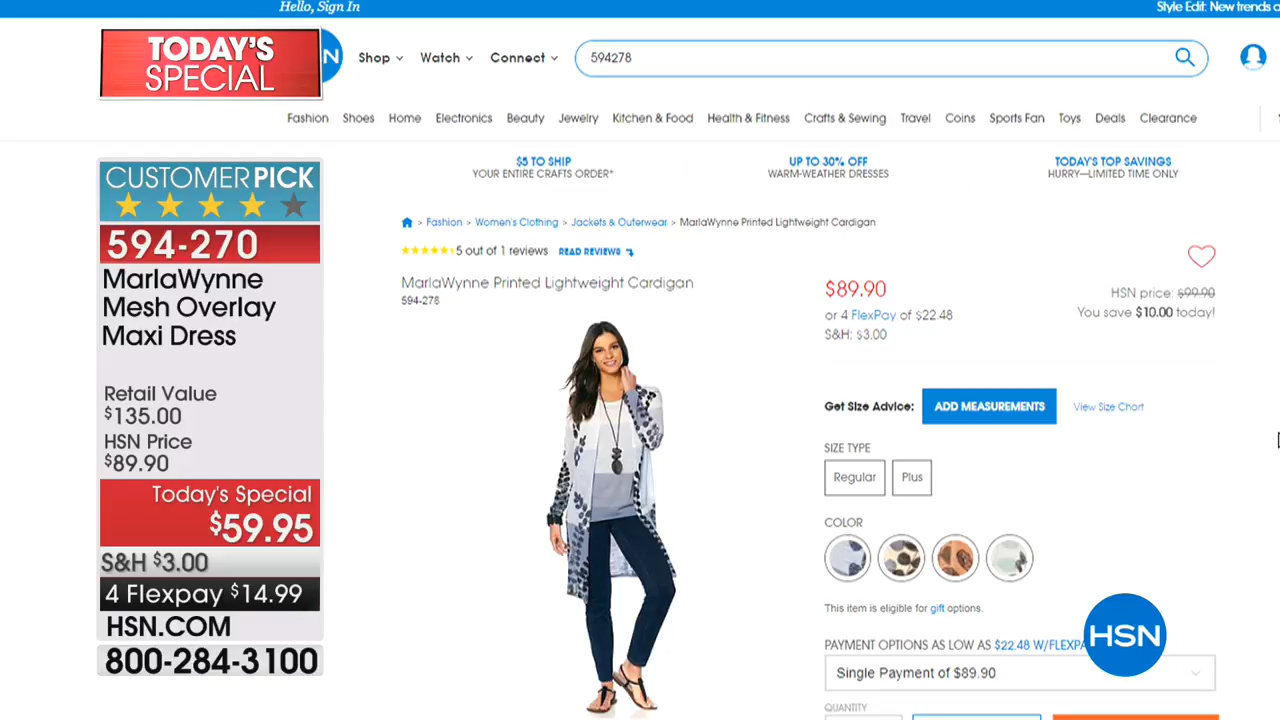 Hello, Sign In
Style Edit: New trends
TODAY'S
SPECIAL
N
Shop
Watch
Connect
594278
Fashion
Shoes
Home
Electronics
Beauty
Jewelry
Kitchen & Food
Health & Fitness
Crafts & Sewing
Travel
Coins
Sports Fan
Toys
Deals
Clearance
$5 TO SHIP
YOUR ENTIRE CRAFTS ORDER*
UP TO 30% OFF
WARM-WEATHER DRESSES
TODAY'S TOP SAVINGS
HURRY—LIMITED TIME ONLY
CUSTOMER PICK
594-270
MarlaWynne
Mesh Overlay
Maxi Dress
Retail Value
$135.00
HSN Price
$89.90
Today's Special
$59.95
S&H $3.00
4 Flexpay $14.99
HSN.COM
800-284-3100
> Fashion > Women's Clothing > Jackets & Outerwear > MarlaWynne Printed Lightweight Cardigan
5 out of 1 reviews READ REVIEWS
MarlaWynne Printed Lightweight Cardigan
594-278
$89.90
or 4 FlexPay of $22.48
S&H: $3.00
HSN price: $99.90
You save $10.00 today!
Get Size Advice: ADD MEASUREMENTS View Size Chart
SIZE TYPE
Regular
Plus
COLOR
This item is eligible for gift options.
PAYMENT OPTIONS AS LOW AS $22.48 W/FLEXPA
HSN
Single Payment of $89.90
QUANTITY